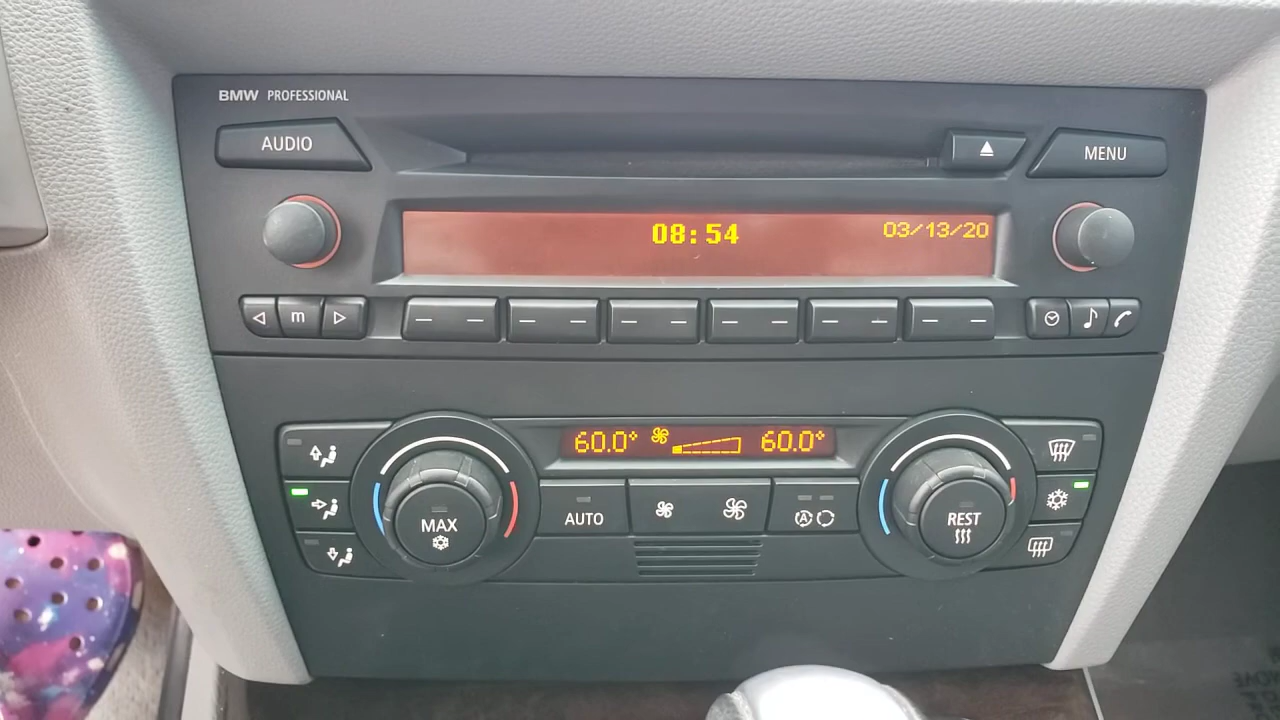 BMW PROFESSIONAL
AUDIO
MENU
08:54
03/13/20
m
60.0°
60.0°
MAX
AUTO
A
REST